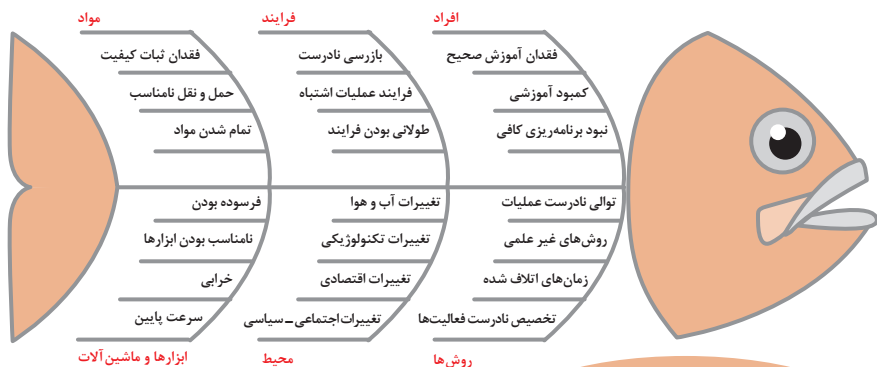 افراد
فقدان آموزش صحیح
کمبود آموزشی
نبود برنامه‌ریزی کافی
فرایند
بازرسی نادرست
فرایند عملیات اشتباه
طولانی بودن فرایند
مواد
فقدان ثبات کیفیت
حمل و نقل نامناسب
تمام شدن مواد
توالی نادرست عملیات
روش‌های غیر علمی
زمان‌های اتلاف شده
تخصیص نادرست فعالیت‌ها
روش‌ها
تغییرات آب و هوا
تغییرات تکنولوژیکی
تغییرات اقتصادی
تغییرات اجتماعی ـ سیاسی
محیط
فرسوده بودن
نامناسب بودن ابزارها
خرابی
سرعت پایین
ابزارها و ماشین‌آلات